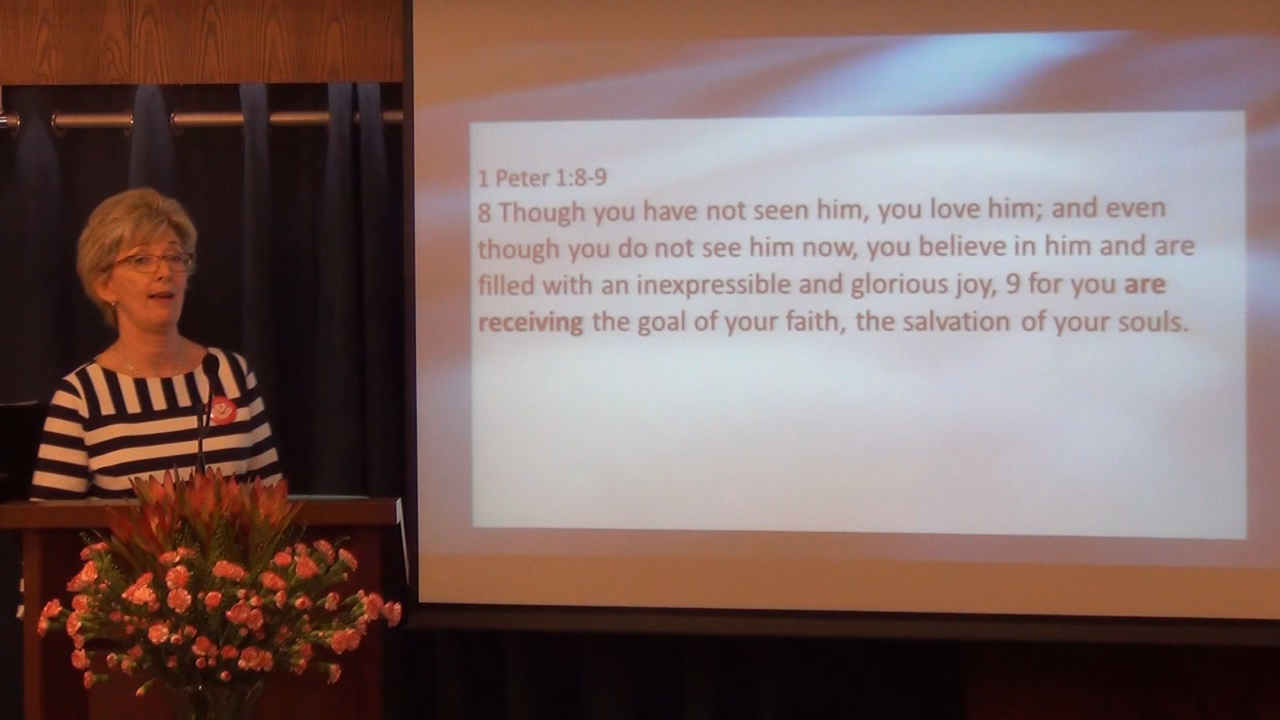 1 Peter 1:8-9
8 Though you have not seen him, you love him; and even
though you do not see him now, you believe in him and are
filled with an inexpressible and glorious joy, 9 for you are
receiving the goal of your faith, the salvation of your souls.